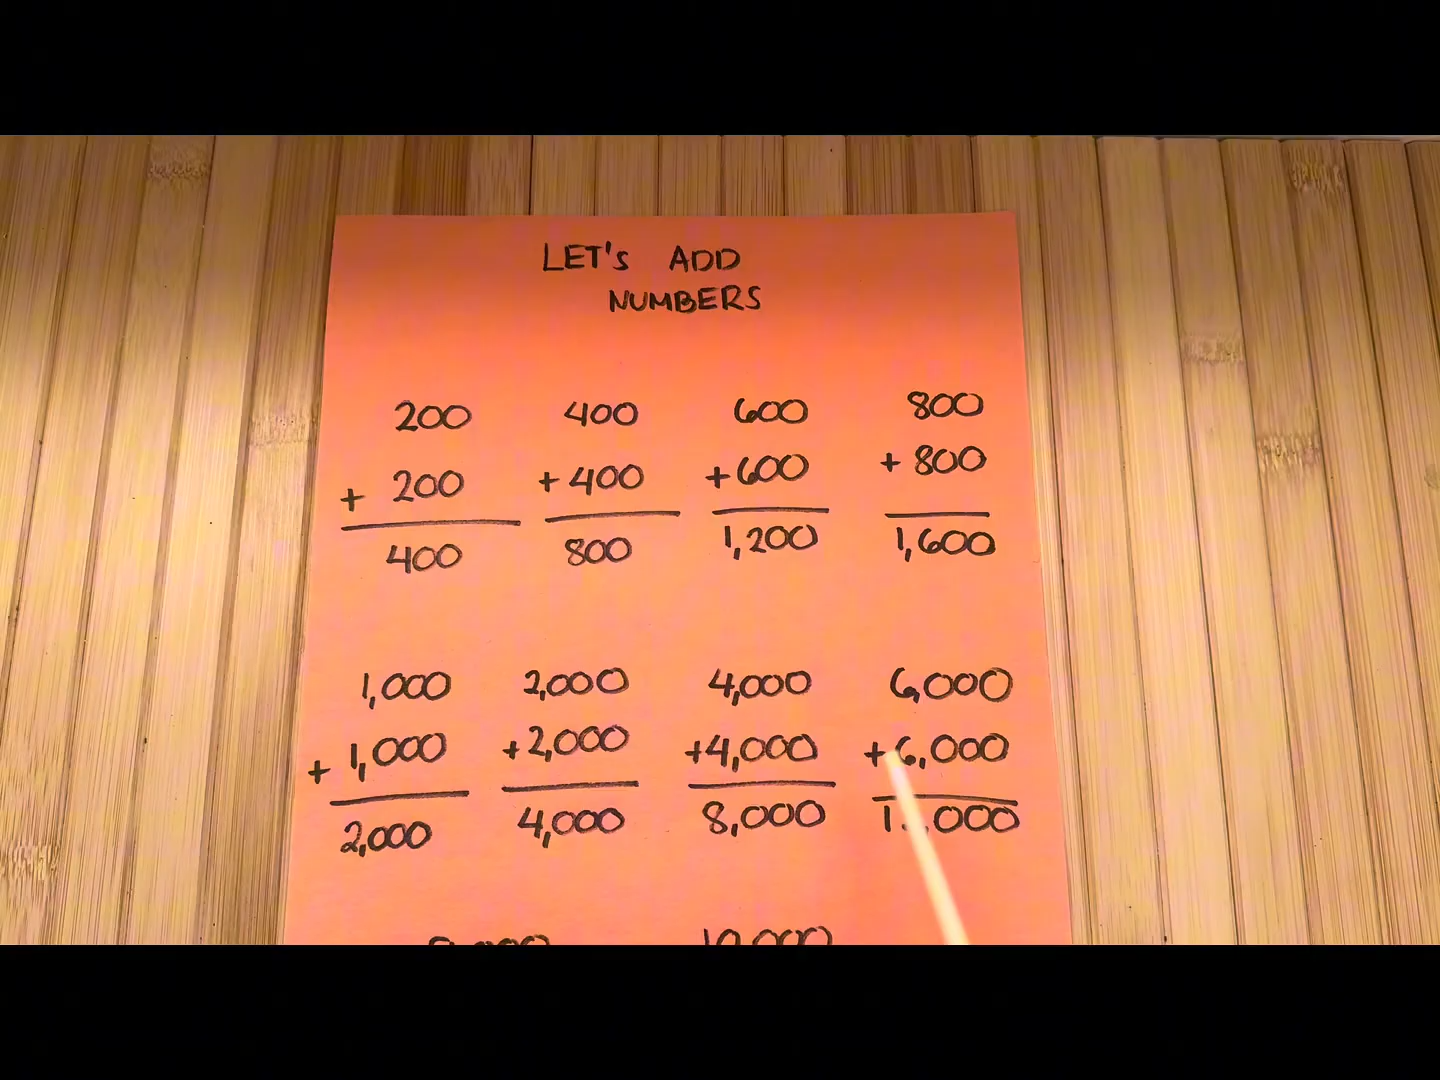 LET'S ADD
NUMBERS
200 400 600 800
+ 200 + 400 + 600 + 800
400 800 1,200 1,600
1,000 2,000 4,000 6,000
+ 1,000 + 2,000 + 4,000 + 6,000
2,000 4,000 8,000